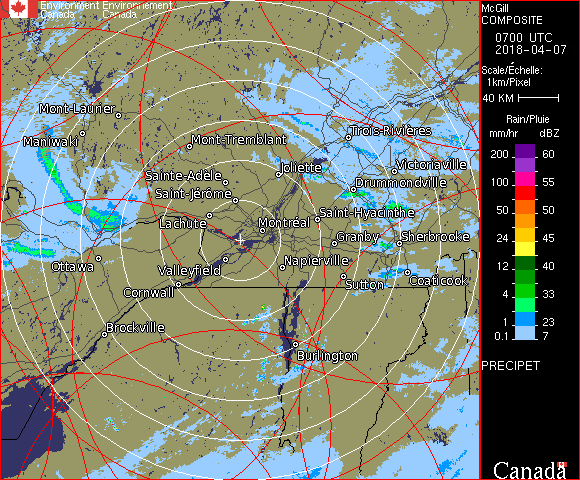 Environment Environnement
Canada Canada
McGill
COMPOSITE
0700 UTC
2018-04-07
Scale/Échelle:
1km/Pixel
40 KM
Rain/Pluie
mm/hr dBZ
200 60
100 55
50 50
24 45
12 40
4 33
1 23
0.1 7
PRECIPET
Canada
Mont-Laurier
Maniwaki
Mont-Tremblant
Trois-Rivières
Joliette
Victoriaville
Sainte-Adèle
Drummondville
Saint-Jérôme
Lachute
Saint-Hyacinthe
Montréal
Granby
Sherbrooke
Ottawa
Valleyfield
Napierville
Sutton
Coaticook
Cornwall
Brockville
Burlington